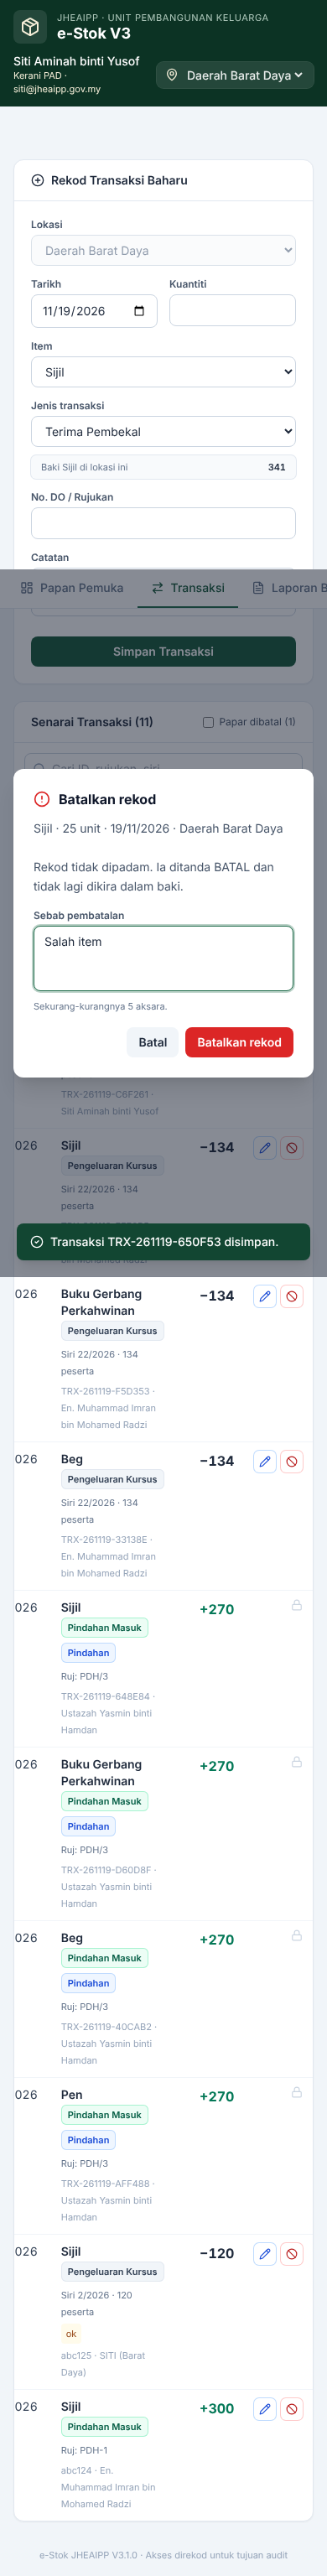 JHEAIPP · UNIT PEMBANGUNAN KELUARGA
e-Stok V3
Siti Aminah binti Yusof
Kerani PAD ·
siti@jheaipp.gov.my
Daerah Barat Daya
Rekod Transaksi Baharu
Lokasi
Daerah Barat Daya
Tarikh
Kuantiti
11/19/2026
Item
Sijil
Jenis transaksi
Terima Pembekal
Baki Sijil di lokasi ini
341
No. DO / Rujukan
Catatan
Papan Pemuka
Transaksi
Laporan B
Simpan Transaksi
Senarai Transaksi (11)
Papar dibatal (1)
Cari ID, rujukan, siri
Batalkan rekod
Sijil · 25 unit · 19/11/2026 · Daerah Barat Daya
Rekod tidak dipadam. Ia ditanda BATAL dan
tidak lagi dikira dalam baki.
Sebab pembatalan
Salah item
Sekurang-kurangnya 5 aksara.
Batal
Batalkan rekod
TRX-261119-C6F261 ·
Siti Aminah binti Yusof
026
Sijil
−134
Pengeluaran Kursus
Siri 22/2026 · 134
peserta
Transaksi TRX-261119-650F53 disimpan.
026
Buku Gerbang
Perkahwinan
−134
Pengeluaran Kursus
Siri 22/2026 · 134
peserta
TRX-261119-F5D353 ·
En. Muhammad Imran
bin Mohamed Radzi
026
Beg
−134
Pengeluaran Kursus
Siri 22/2026 · 134
peserta
TRX-261119-33138E ·
En. Muhammad Imran
bin Mohamed Radzi
026
Sijil
+270
Pindahan Masuk
Pindahan
Ruj: PDH/3
TRX-261119-648E84 ·
Ustazah Yasmin binti
Hamdan
026
Buku Gerbang
Perkahwinan
+270
Pindahan Masuk
Pindahan
Ruj: PDH/3
TRX-261119-D60D8F ·
Ustazah Yasmin binti
Hamdan
026
Beg
+270
Pindahan Masuk
Pindahan
Ruj: PDH/3
TRX-261119-40CAB2 ·
Ustazah Yasmin binti
Hamdan
026
Pen
+270
Pindahan Masuk
Pindahan
Ruj: PDH/3
TRX-261119-AFF488 ·
Ustazah Yasmin binti
Hamdan
026
Sijil
−120
Pengeluaran Kursus
Siri 2/2026 · 120
peserta
ok
abc125 · SITI (Barat
Daya)
026
Sijil
+300
Pindahan Masuk
Ruj: PDH-1
abc124 · En.
Muhammad Imran bin
Mohamed Radzi
e-Stok JHEAIPP V3.1.0 · Akses direkod untuk tujuan audit